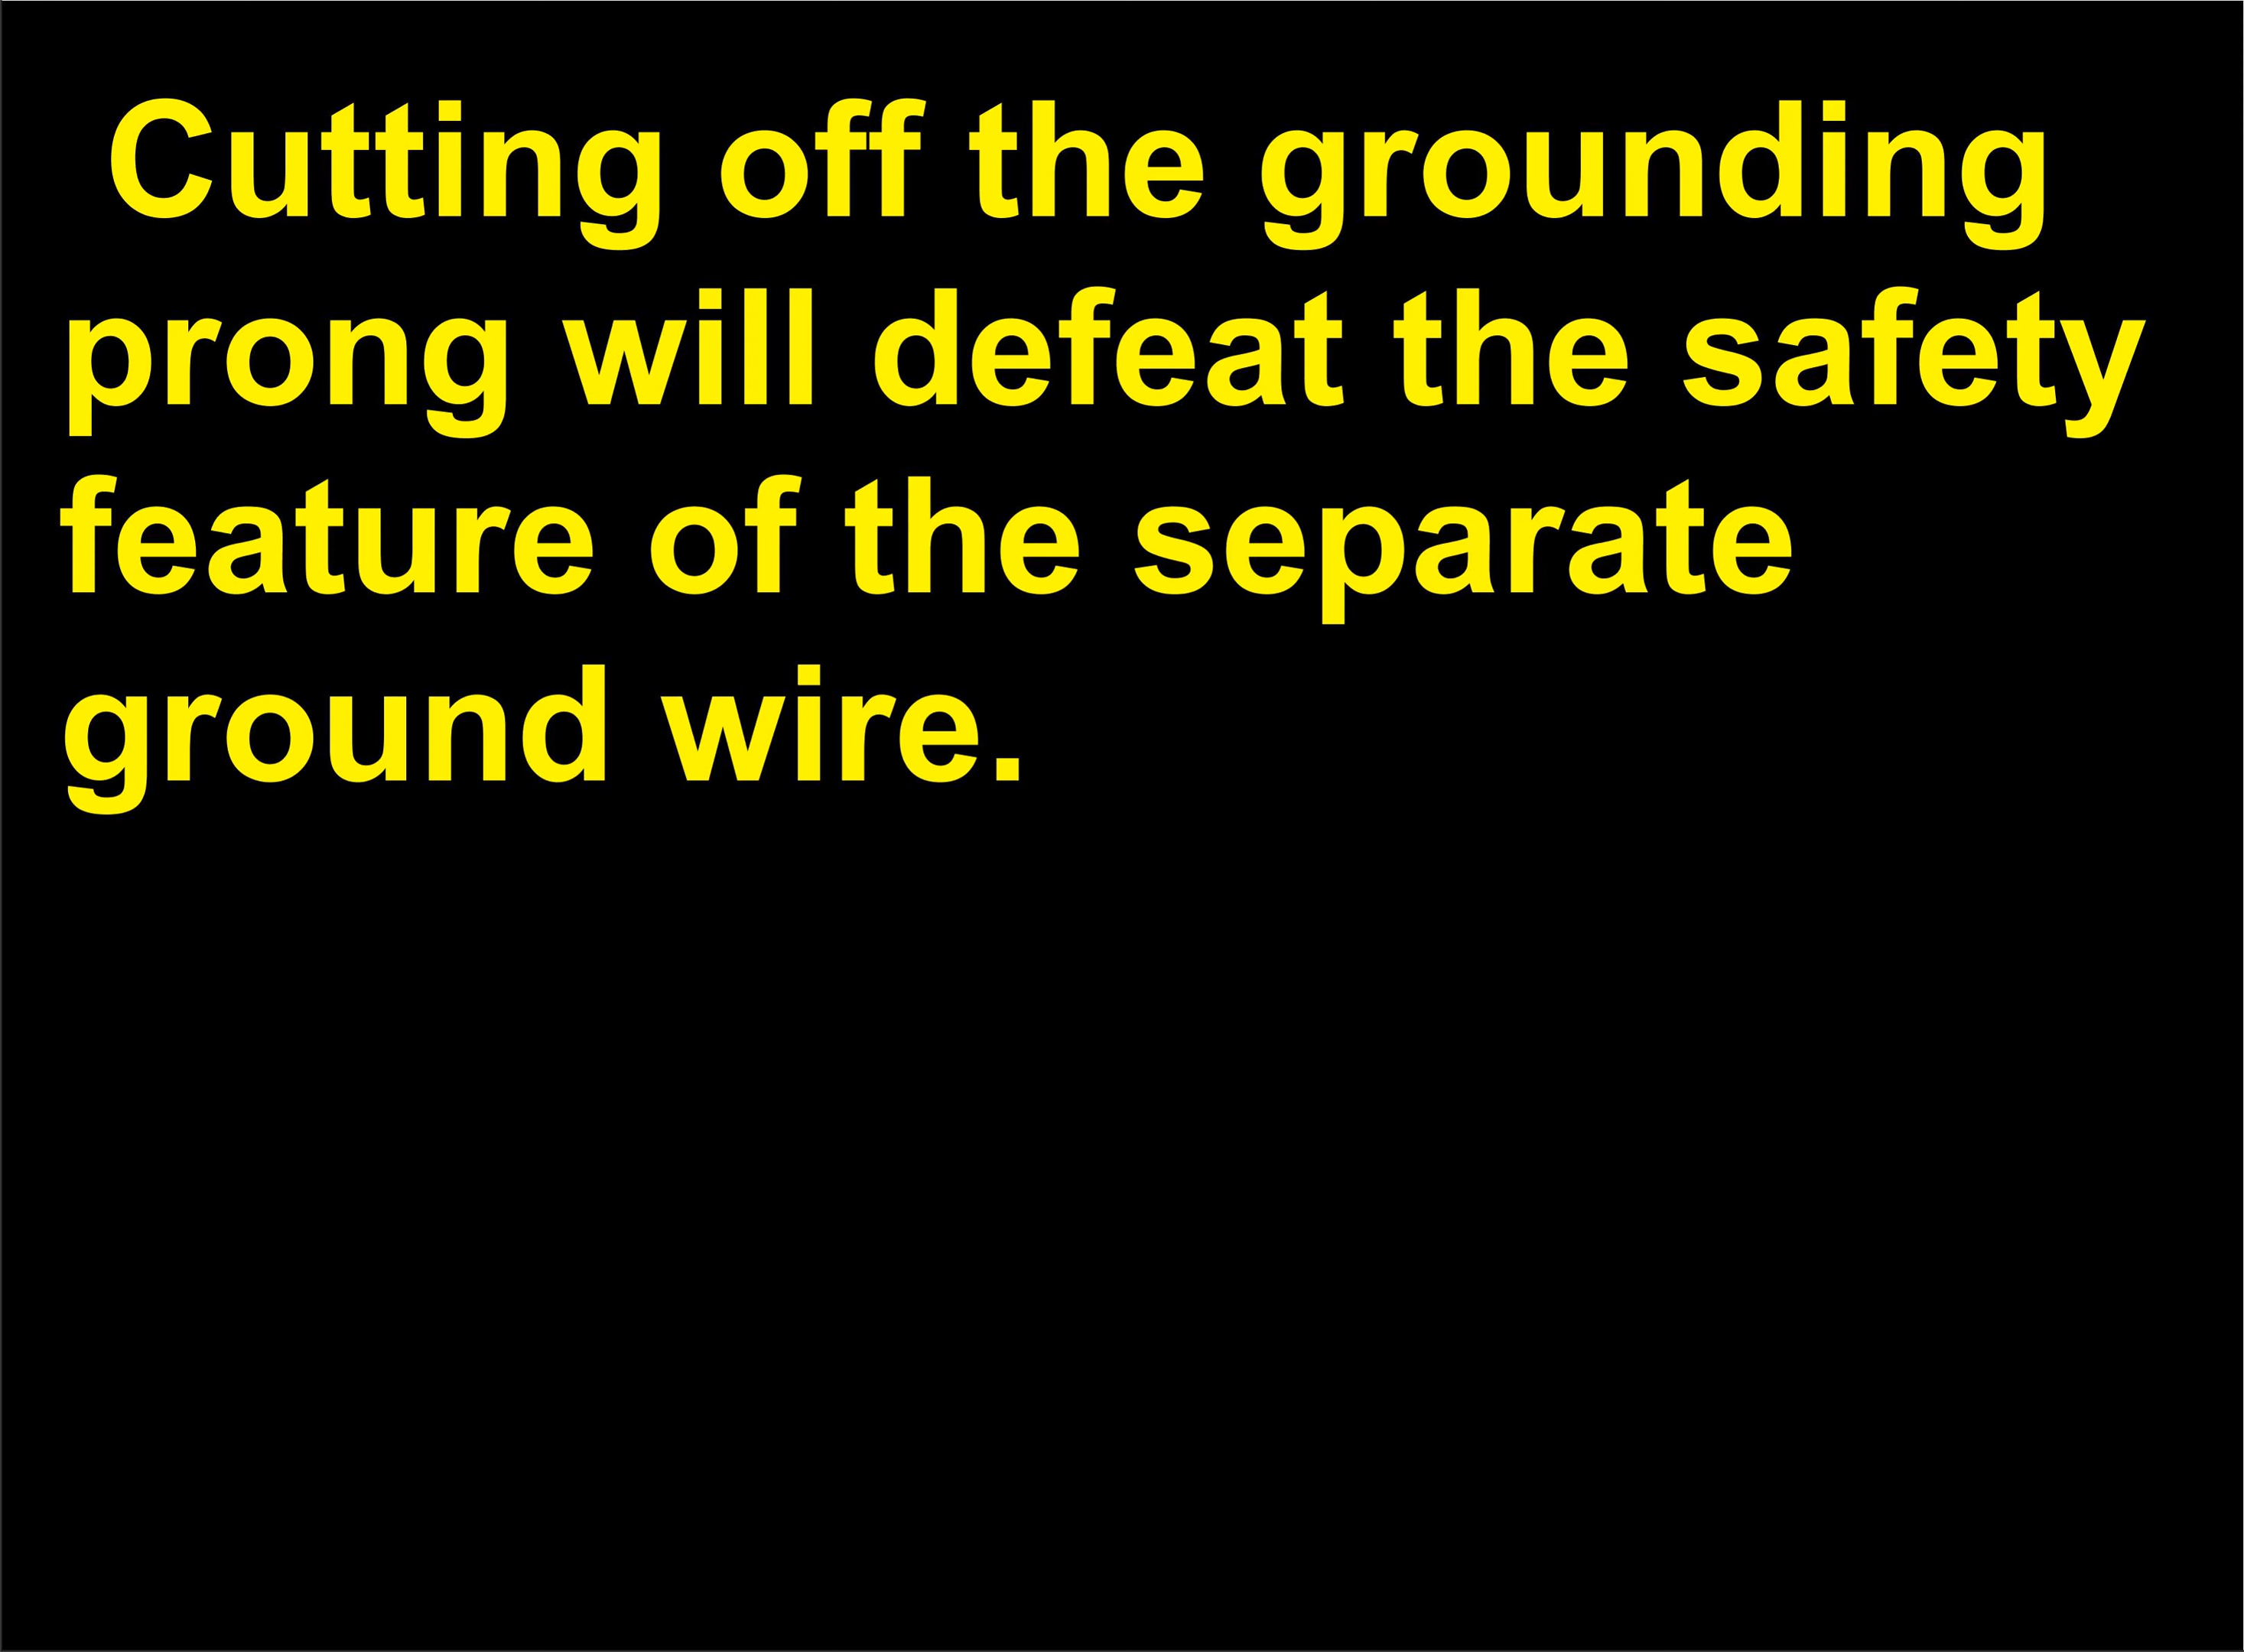 Cutting off the grounding
prong will defeat the safety
feature of the separate
ground wire.